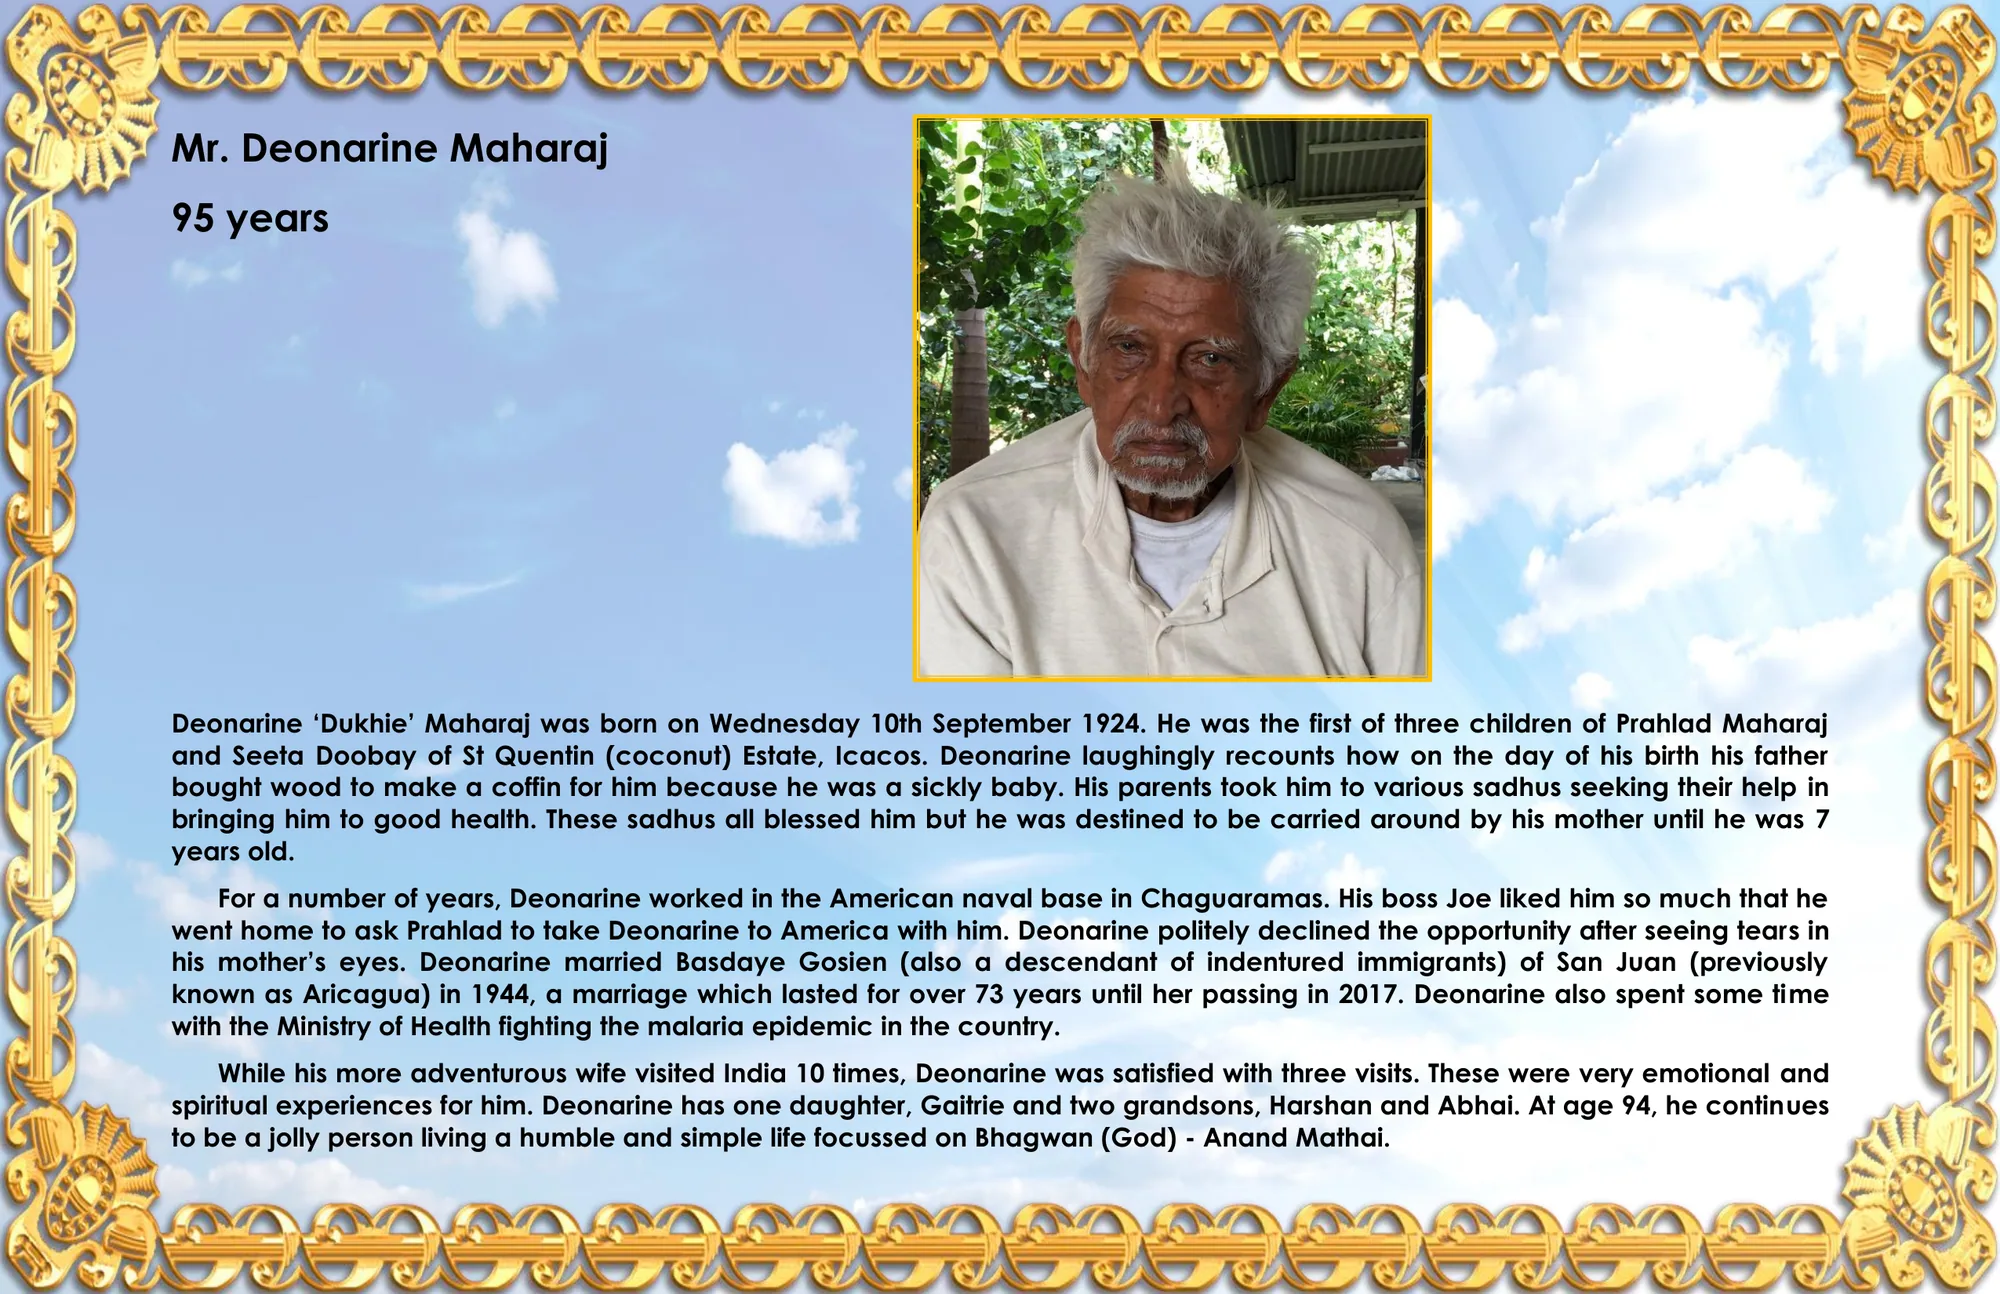 Mr. Deonarine Maharaj
95 years
Deonarine ‘Dukhie’ Maharaj was born on Wednesday 10th September 1924. He was the first of three children of Prahlad Maharaj
and Seeta Doobay of St Quentin (coconut) Estate, Icacos. Deonarine laughingly recounts how on the day of his birth his father
bought wood to make a coffin for him because he was a sickly baby. His parents took him to various sadhus seeking their help in
bringing him to good health. These sadhus all blessed him but he was destined to be carried around by his mother until he was 7
years old.
For a number of years, Deonarine worked in the American naval base in Chaguaramas. His boss Joe liked him so much that he
went home to ask Prahlad to take Deonarine to America with him. Deonarine politely declined the opportunity after seeing tears in
his mother’s eyes. Deonarine married Basdaye Gosien (also a descendant of indentured immigrants) of San Juan (previously
known as Aricagua) in 1944, a marriage which lasted for over 73 years until her passing in 2017. Deonarine also spent some time
with the Ministry of Health fighting the malaria epidemic in the country.
While his more adventurous wife visited India 10 times, Deonarine was satisfied with three visits. These were very emotional and
spiritual experiences for him. Deonarine has one daughter, Gaitrie and two grandsons, Harshan and Abhai. At age 94, he continues
to be a jolly person living a humble and simple life focussed on Bhagwan (God) - Anand Mathai.